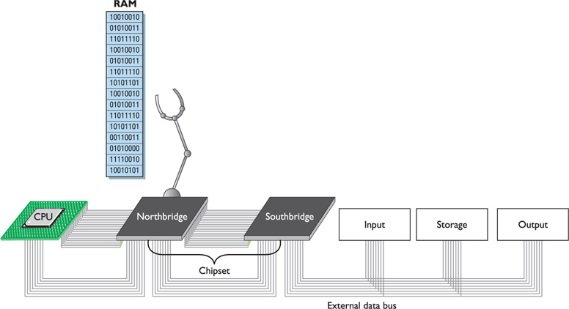 RAM
10010010
01010011
11011110
10010010
01010011
11011110
10101101
10010010
01010011
11011110
10101101
00110011
01010000
11110010
10010101
CPU
Northbridge
Southbridge
Input
Storage
Output
Chipset
External data bus